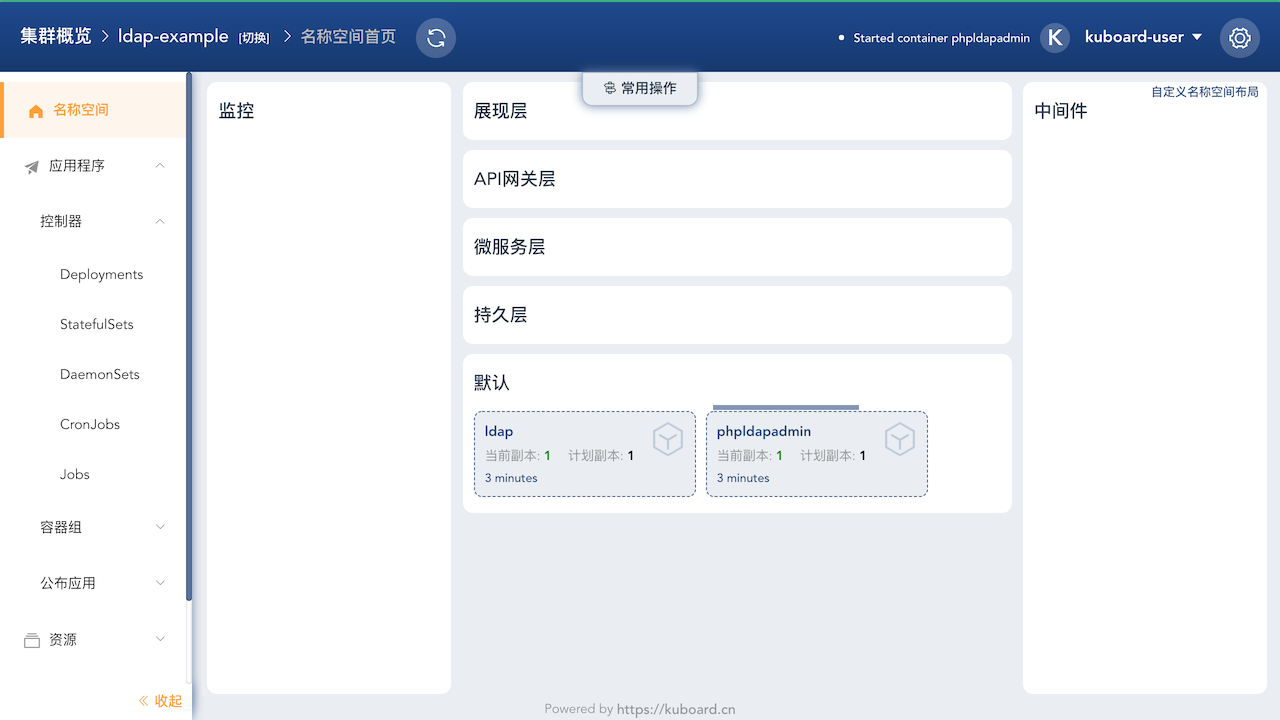 集群概览 > ldap-example [切换] > 名称空间首页
• Started container phpldapadmin K kuboard-user
常用操作
自定义名称空间布局
名称空间
应用程序
控制器
Deployments
StatefulSets
DaemonSets
CronJobs
Jobs
容器组
公布应用
资源
收起
监控
展现层
API网关层
微服务层
持久层
默认
ldap
当前副本: 1 计划副本: 1
3 minutes
phpldapadmin
当前副本: 1 计划副本: 1
3 minutes
中间件
Powered by https://kuboard.cn